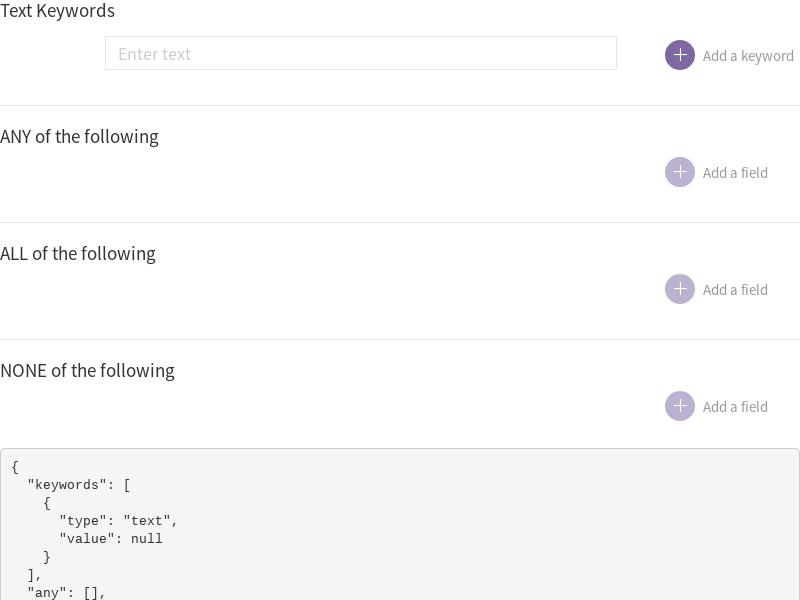 Text Keywords
Enter text
Add a keyword
ANY of the following
Add a field
ALL of the following
Add a field
NONE of the following
Add a field
{
  "keywords": [
    {
      "type": "text",
      "value": null
    }
  ],
  "any": [],